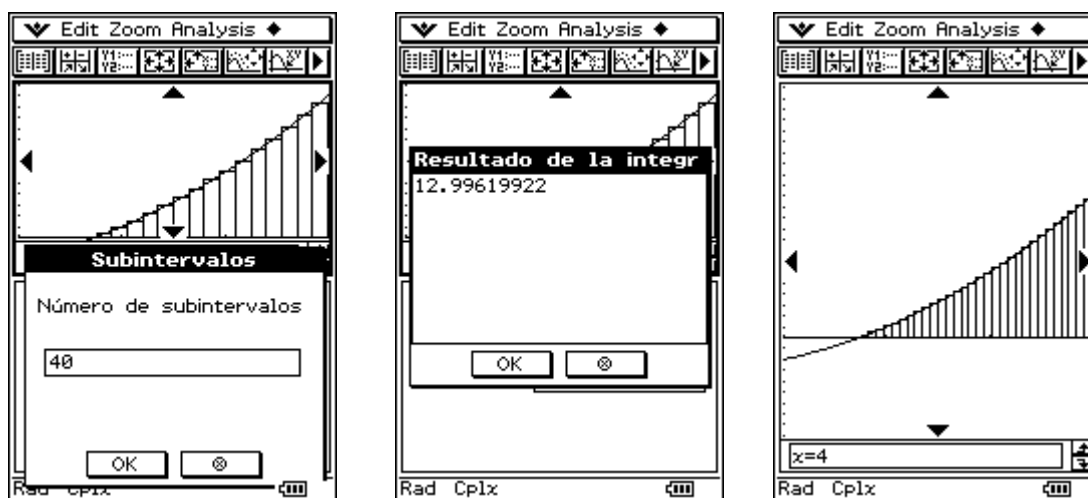 Edit Zoom Analysis
Subintervalos
Número de subintervalos
40
OK
Rad Cplx
Edit Zoom Analysis
Resultado de la integr
12.99619922
OK
Rad Cplx
Edit Zoom Analysis
x=4
Rad Cplx